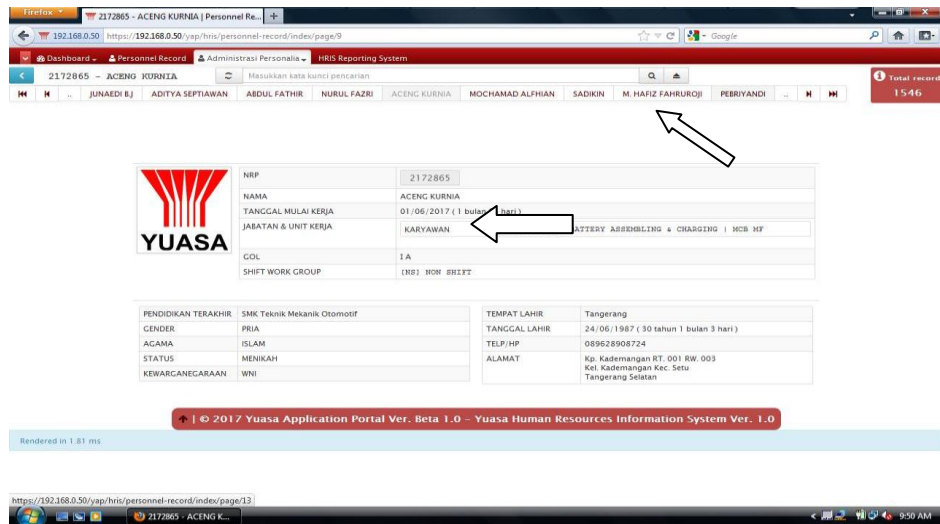 Firefox
2172865 - ACENG KURNIA | Personnel Re... +
192.168.0.50 https://192.168.0.50/yap/hris/personnel-record/index/page/9 Google
Dashboard Personnel Record Administrasi Personalia HRIS Reporting System
2172865 - ACENG KURNIA Masukkan kata kunci pencarian
Total record
1546
.. JUNAEDI B.J ADITYA SEPTIAWAN ABDUL FATHIR NURUL FAZRI ACENG KURNIA MOCHAMAD ALFHIAN SADIKIN M. HAFIZ FAHRUROJI PEBRIYANDI ..
YUASA
NRP 2172865
NAMA ACENG KURNIA
TANGGAL MULAI KERJA 01/06/2017 ( 1 bulan hari )
JABATAN & UNIT KERJA KARYAWAN ATTERY ASSEMBLING & CHARGING | MCB MF
GOL I A
SHIFT WORK GROUP [NS] NON SHIFT
PENDIDIKAN TERAKHIR SMK Teknik Mekanik Otomotif
GENDER PRIA
AGAMA ISLAM
STATUS MENIKAH
KEWARGANEGARAAN WNI
TEMPAT LAHIR Tangerang
TANGGAL LAHIR 24/06/1987 ( 30 tahun 1 bulan 3 hari )
TELP/HP 089628908724
ALAMAT Kp. Kademangan RT. 001 RW. 003
Kel. Kademangan Kec. Setu
Tangerang Selatan
| © 2017 Yuasa Application Portal Ver. Beta 1.0 - Yuasa Human Resources Information System Ver. 1.0
Rendered in 1.81 ms
https://192.168.0.50/yap/hris/personnel-record/index/page/13
2172865 - ACENG K... 9:50 AM